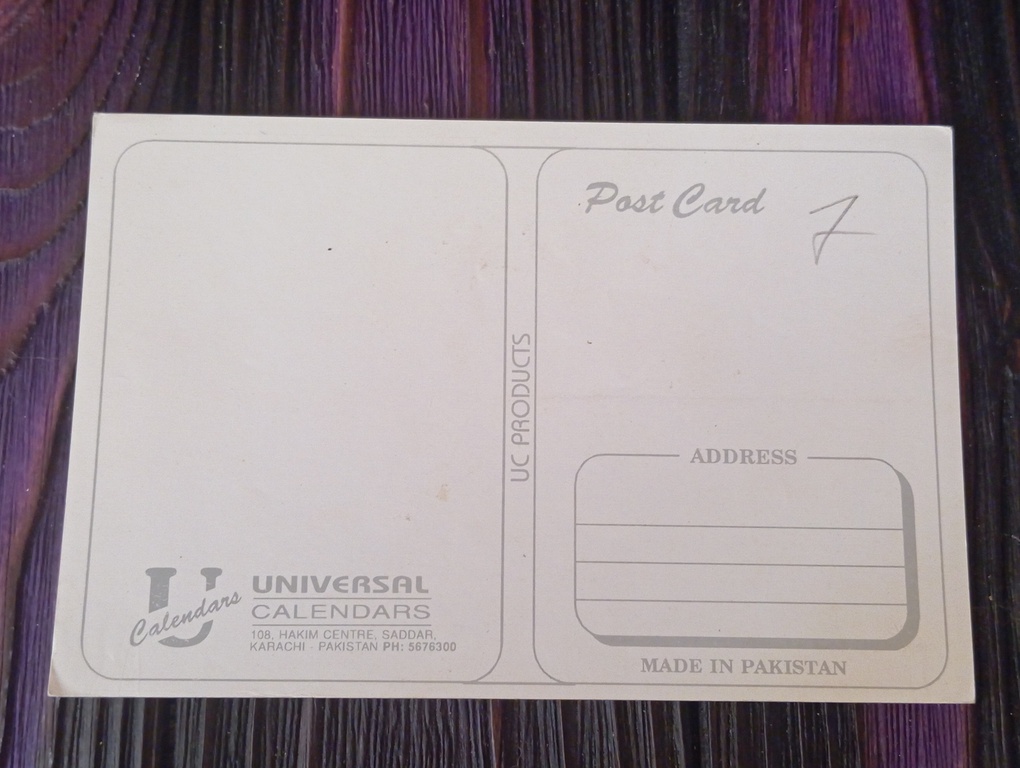 Post Card
7
UC PRODUCTS
ADDRESS
U
Calendars
UNIVERSAL
CALENDARS
108, HAKIM CENTRE, SADDAR,
KARACHI - PAKISTAN PH: 5676300
MADE IN PAKISTAN